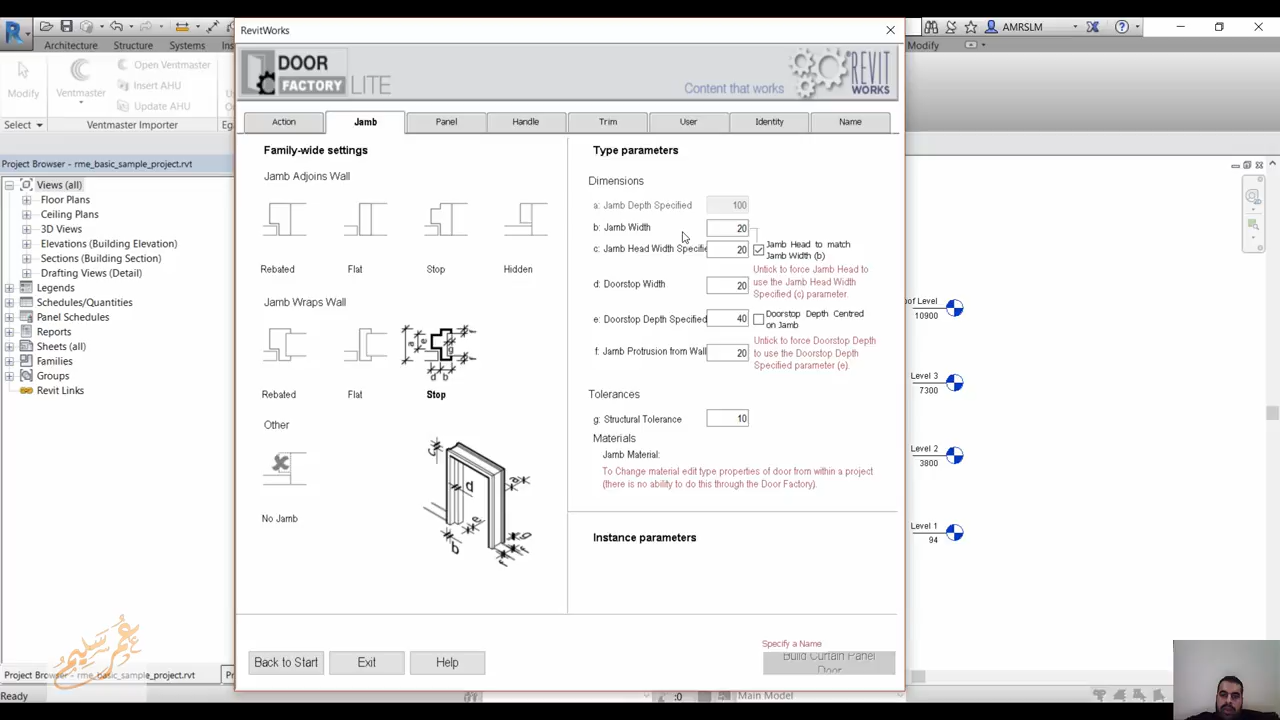 RevitWorks
AMRSLM
Architecture
Structure
Systems
Modify
Modify
Ventmaster
Open Ventmaster
Insert AHU
Update AHU
Select
Ventmaster Importer
DOOR
FACTORY LITE
Content that works
REVIT
WORKS
Action
Jamb
Panel
Handle
Trim
User
Identity
Name
Project Browser - rme_basic_sample_project.rvt
Views (all)
Floor Plans
Ceiling Plans
3D Views
Elevations (Building Elevation)
Sections (Building Section)
Drafting Views (Detail)
Legends
Schedules/Quantities
Panel Schedules
Reports
Sheets (all)
Families
Groups
Revit Links
Family-wide settings
Jamb Adjoins Wall
Rebated
Flat
Stop
Hidden
Jamb Wraps Wall
Rebated
Flat
Stop
Other
No Jamb
Type parameters
Dimensions
a: Jamb Depth Specified
100
b: Jamb Width
20
c: Jamb Head Width Specifie
20
Jamb Head to match
Jamb Width (b)
Untick to force Jamb Head to
use the Jamb Head Width
Specified (c) parameter.
d: Doorstop Width
20
e: Doorstop Depth Specified
40
Doorstop Depth Centred
on Jamb
Untick to force Doorstop Depth
to use the Doorstop Depth
Specified parameter (e).
f: Jamb Protrusion from Wall
20
Tolerances
g: Structural Tolerance
10
Materials
Jamb Material:
To Change material edit type properties of door from within a project
(there is no ability to do this through the Door Factory).
Instance parameters
of Level
10900
Level 3
7300
Level 2
3800
Level 1
94
Specify a Name
Back to Start
Exit
Help
Build Curtain Panel
Door
عمر سليم
Project Browser - rme_basic_sample_project.rvt
Ready
:0
Main Model